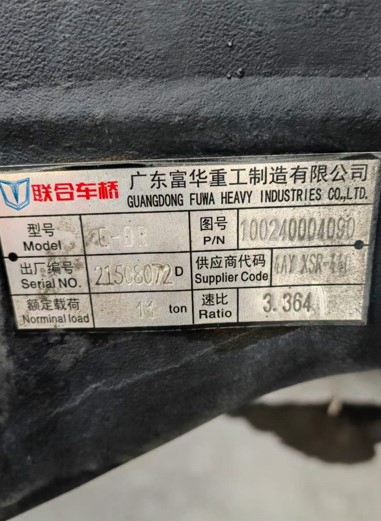 联合车桥 广东富华重工制造有限公司
GUANGDONG FUWA HEAVY INDUSTRIES CO.,LTD.
型号 图号 100240004090
Model P/N
出厂编号 21508072D 供应商代码
Serial NO. Supplier Code
额定载荷 ton 速比 3.364
Norminal load Ratio